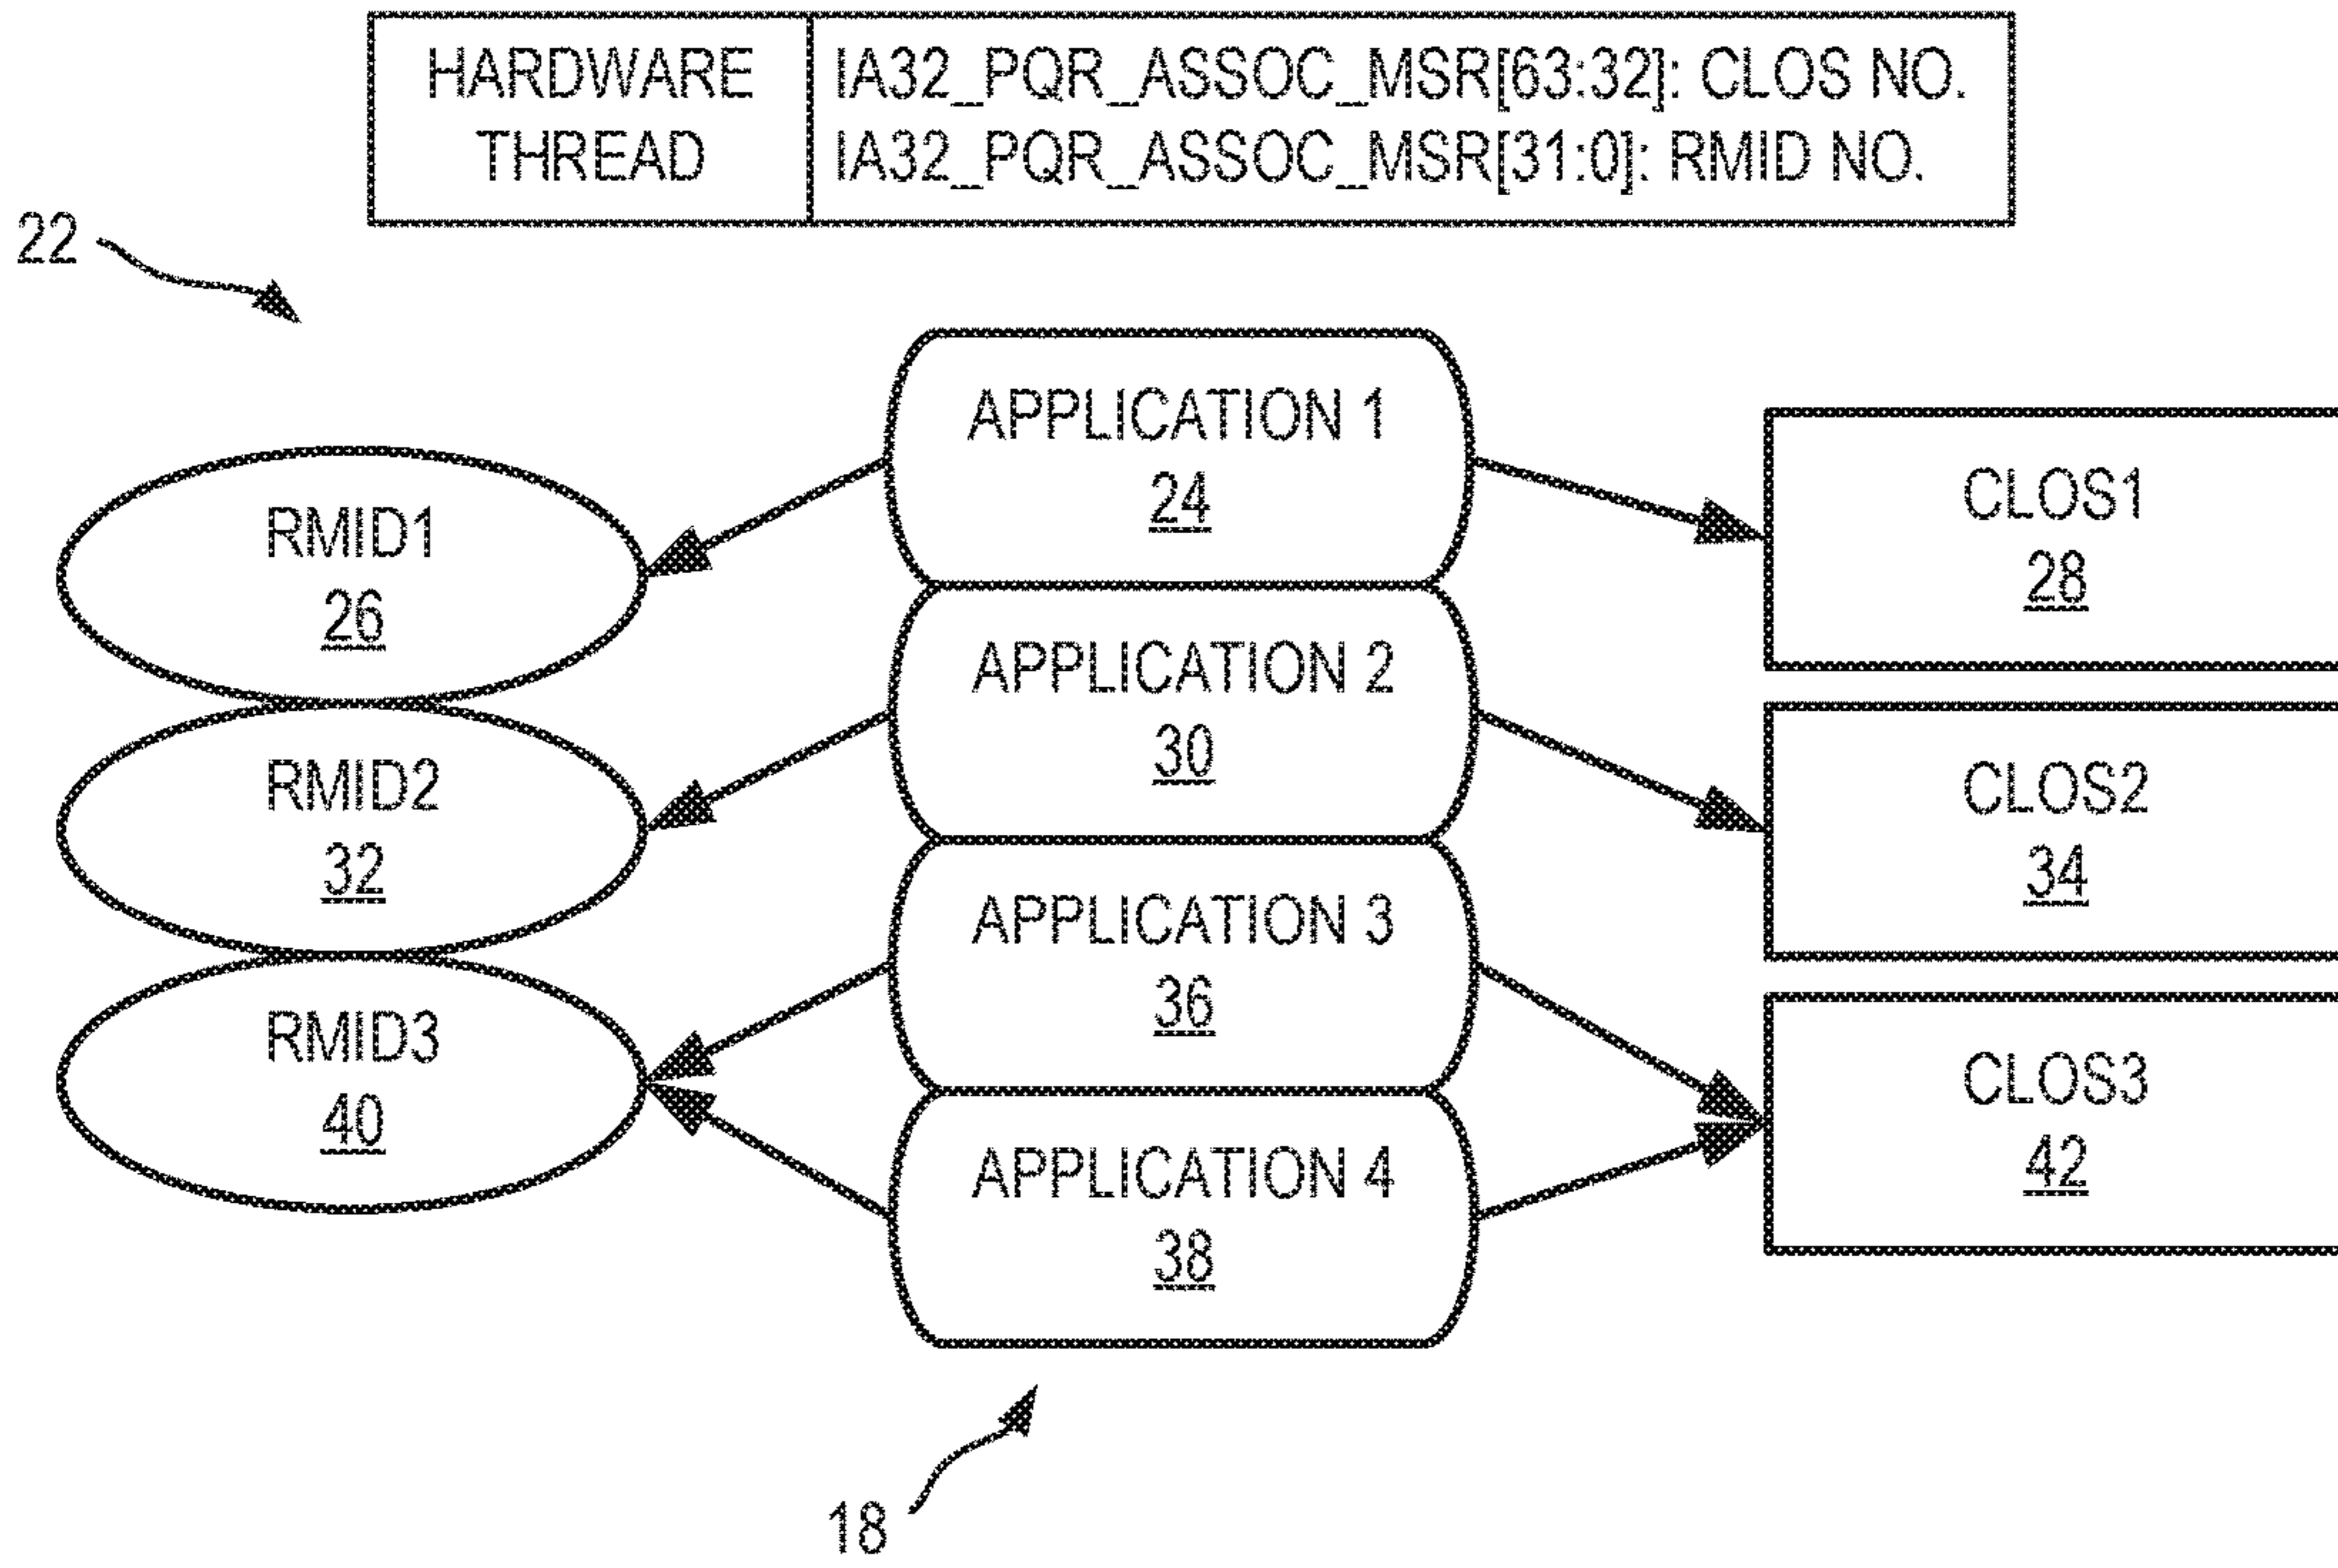 HARDWARE THREAD
IA32_PQR_ASSOC_MSR[63:32]: CLOS NO.
IA32_PQR_ASSOC_MSR[31:0]: RMID NO.
22
APPLICATION 1
24
RMID1
26
CLOS1
28
APPLICATION 2
30
RMID2
32
CLOS2
34
APPLICATION 3
36
RMID3
40
CLOS3
42
APPLICATION 4
38
18